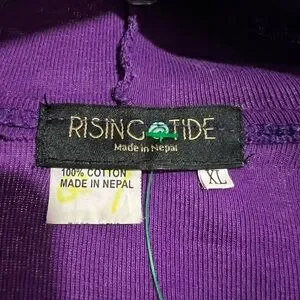 RISING TIDE
Made in Nepal
100% COTTON
MADE IN NEPAL
XL